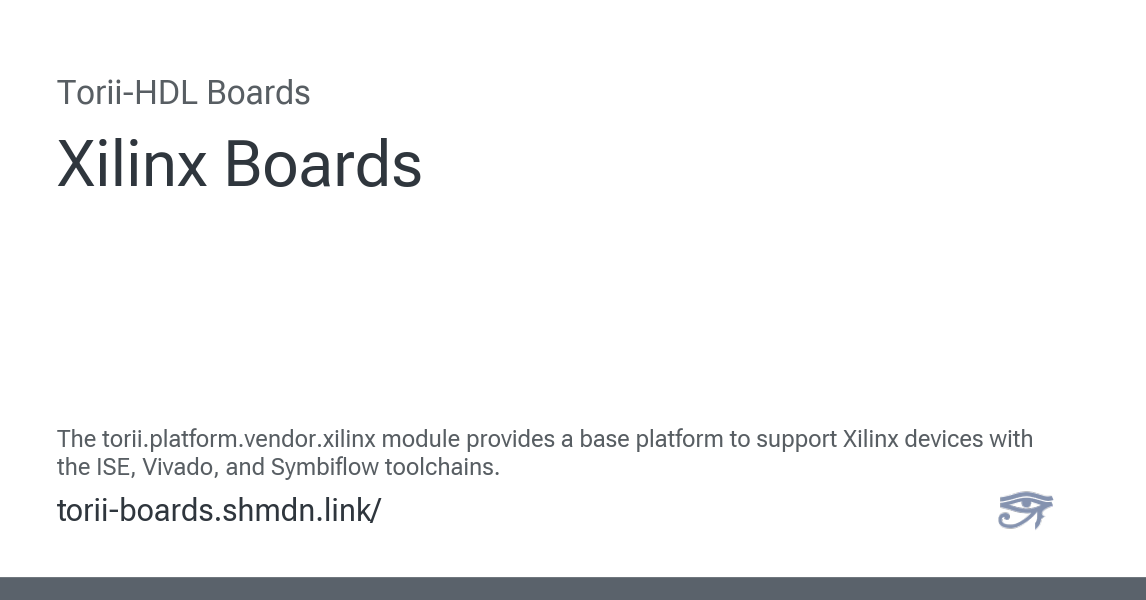 Torii-HDL Boards
Xilinx Boards
The torii.platform.vendor.xilinx module provides a base platform to support Xilinx devices with
the ISE, Vivado, and Symbiflow toolchains.
torii-boards.shmdn.link/